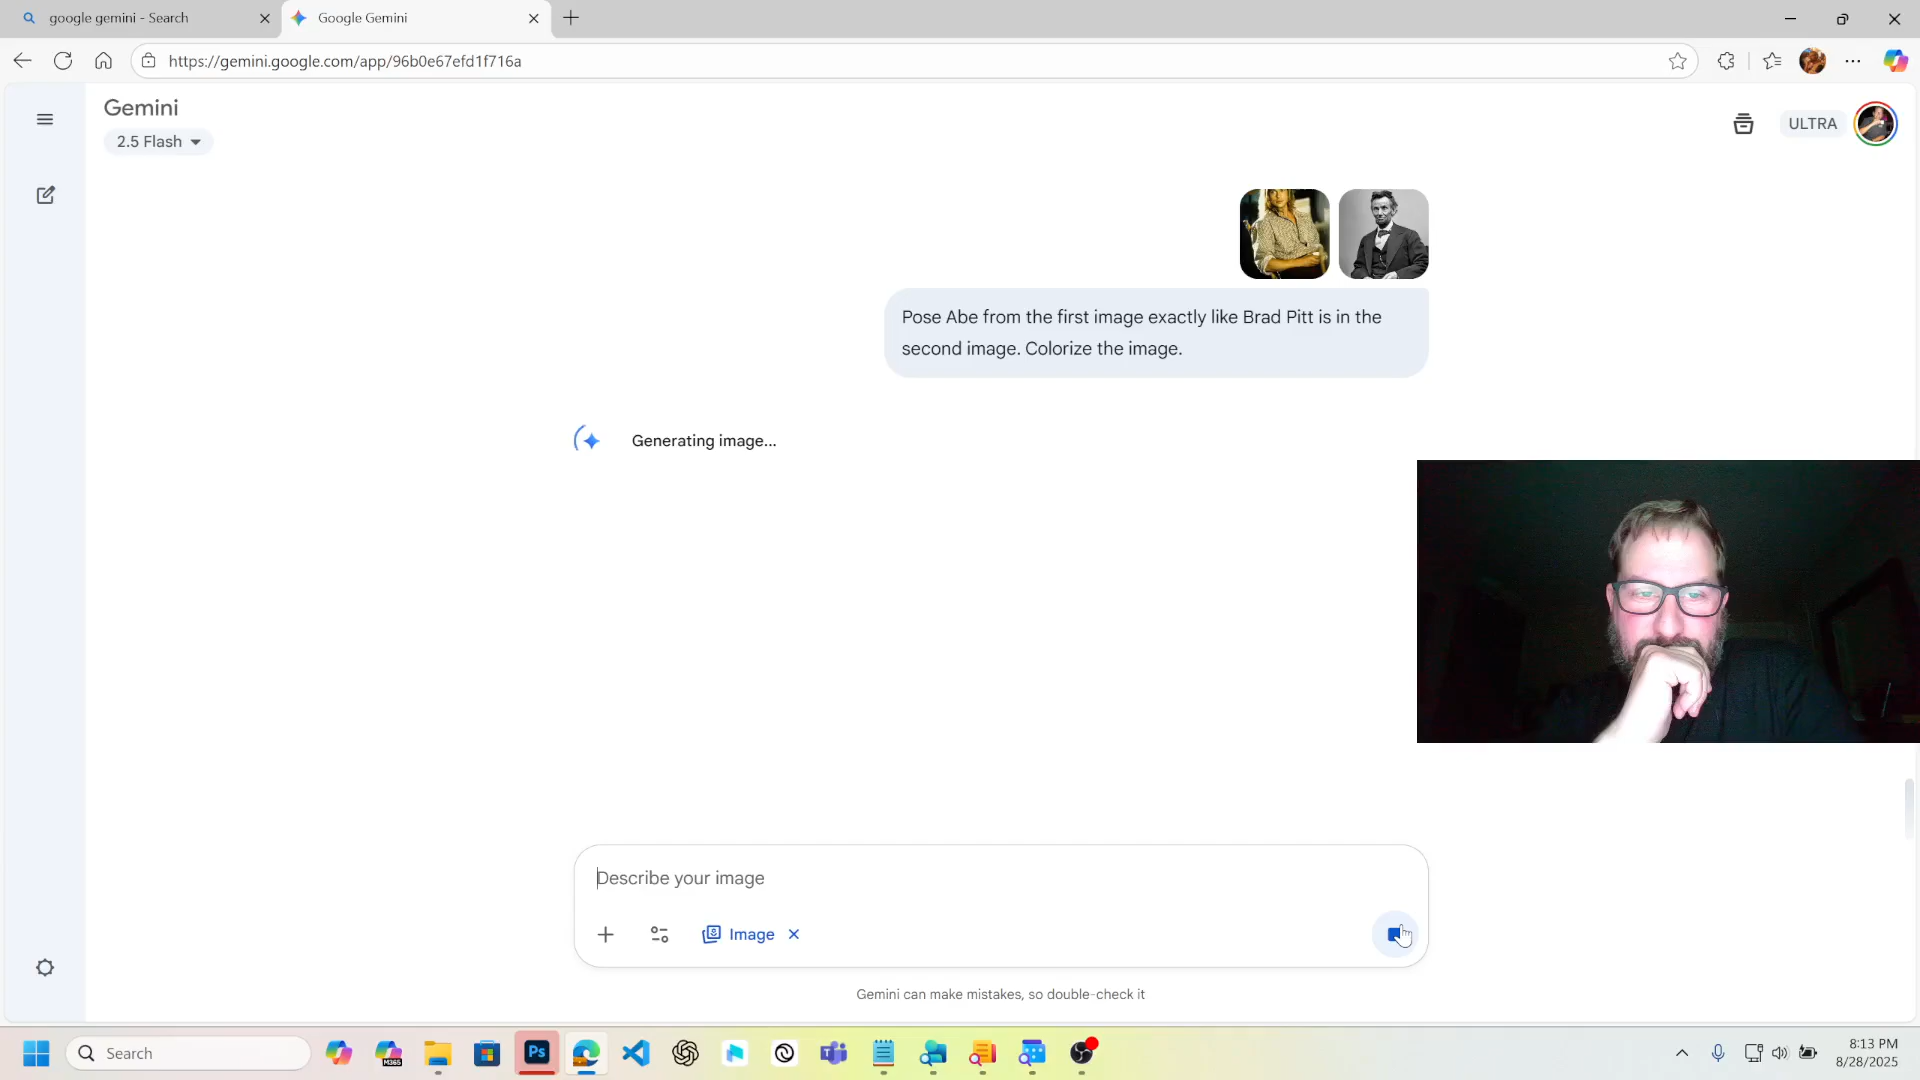 google gemini - Search
Google Gemini
https://gemini.google.com/app/96b0e67efd1f716a
Gemini
2.5 Flash
ULTRA
Pose Abe from the first image exactly like Brad Pitt is in the
second image. Colorize the image.
Generating image...
Describe your image
Image
Gemini can make mistakes, so double-check it
Search
M365
Ps
8:13 PM
8/28/2025